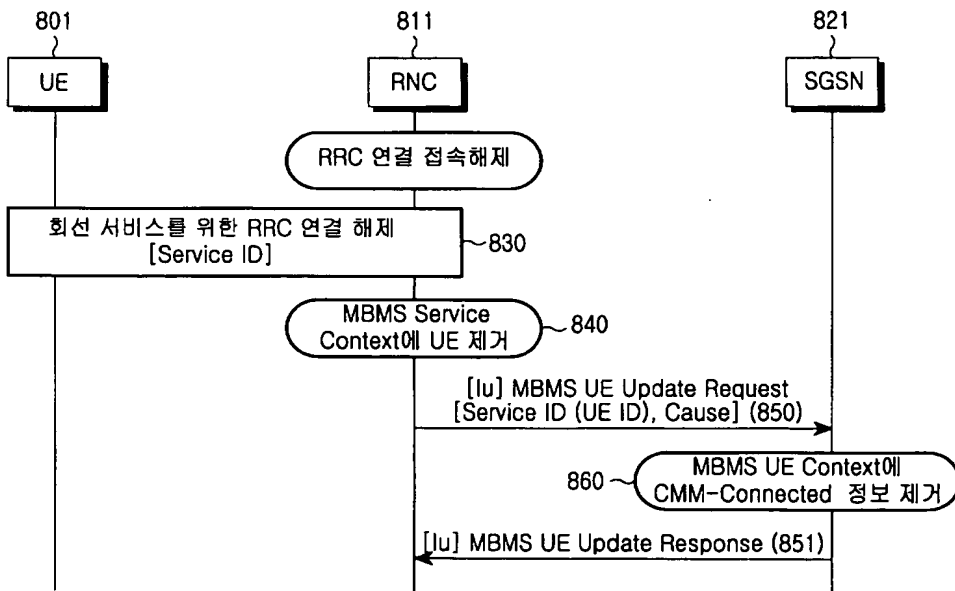 801
811
821
UE
RNC
SGSN
RRC 연결 접속해제
회선 서비스를 위한 RRC 연결 해제
[Service ID]
830
MBMS Service
Context에 UE 제거
840
[Iu] MBMS UE Update Request
[Service ID (UE ID), Cause] (850)
860
MBMS UE Context에
CMM-Connected 정보 제거
[Iu] MBMS UE Update Response (851)